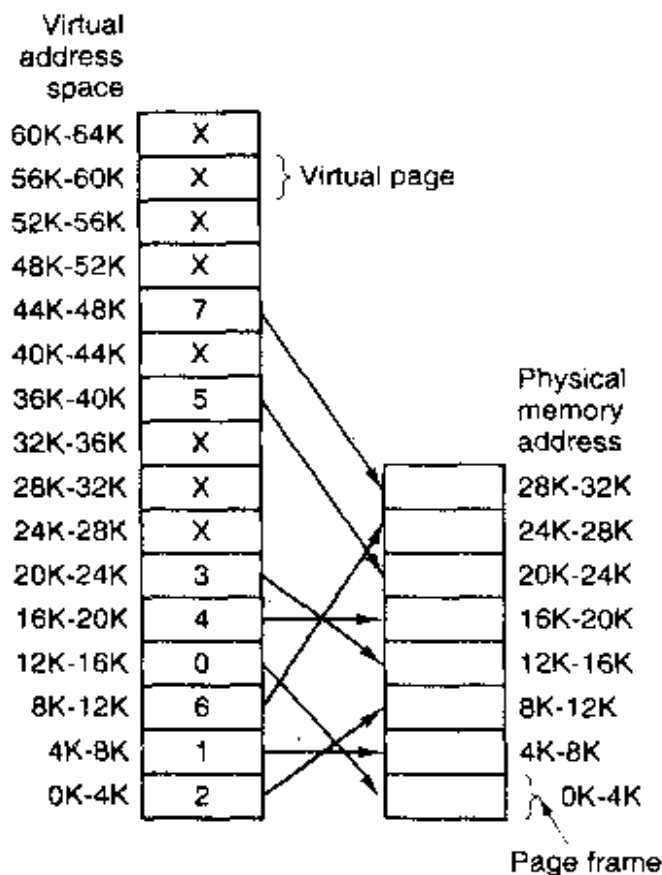 Virtual
address
space
60K-64K X
56K-60K X Virtual page
52K-56K X
48K-52K X
44K-48K 7
40K-44K X
36K-40K 5
32K-36K X
28K-32K X
24K-28K X
20K-24K 3
16K-20K 4
12K-16K 0
8K-12K 6
4K-8K 1
0K-4K 2
Physical
memory
address
28K-32K
24K-28K
20K-24K
16K-20K
12K-16K
8K-12K
4K-8K
0K-4K
Page frame